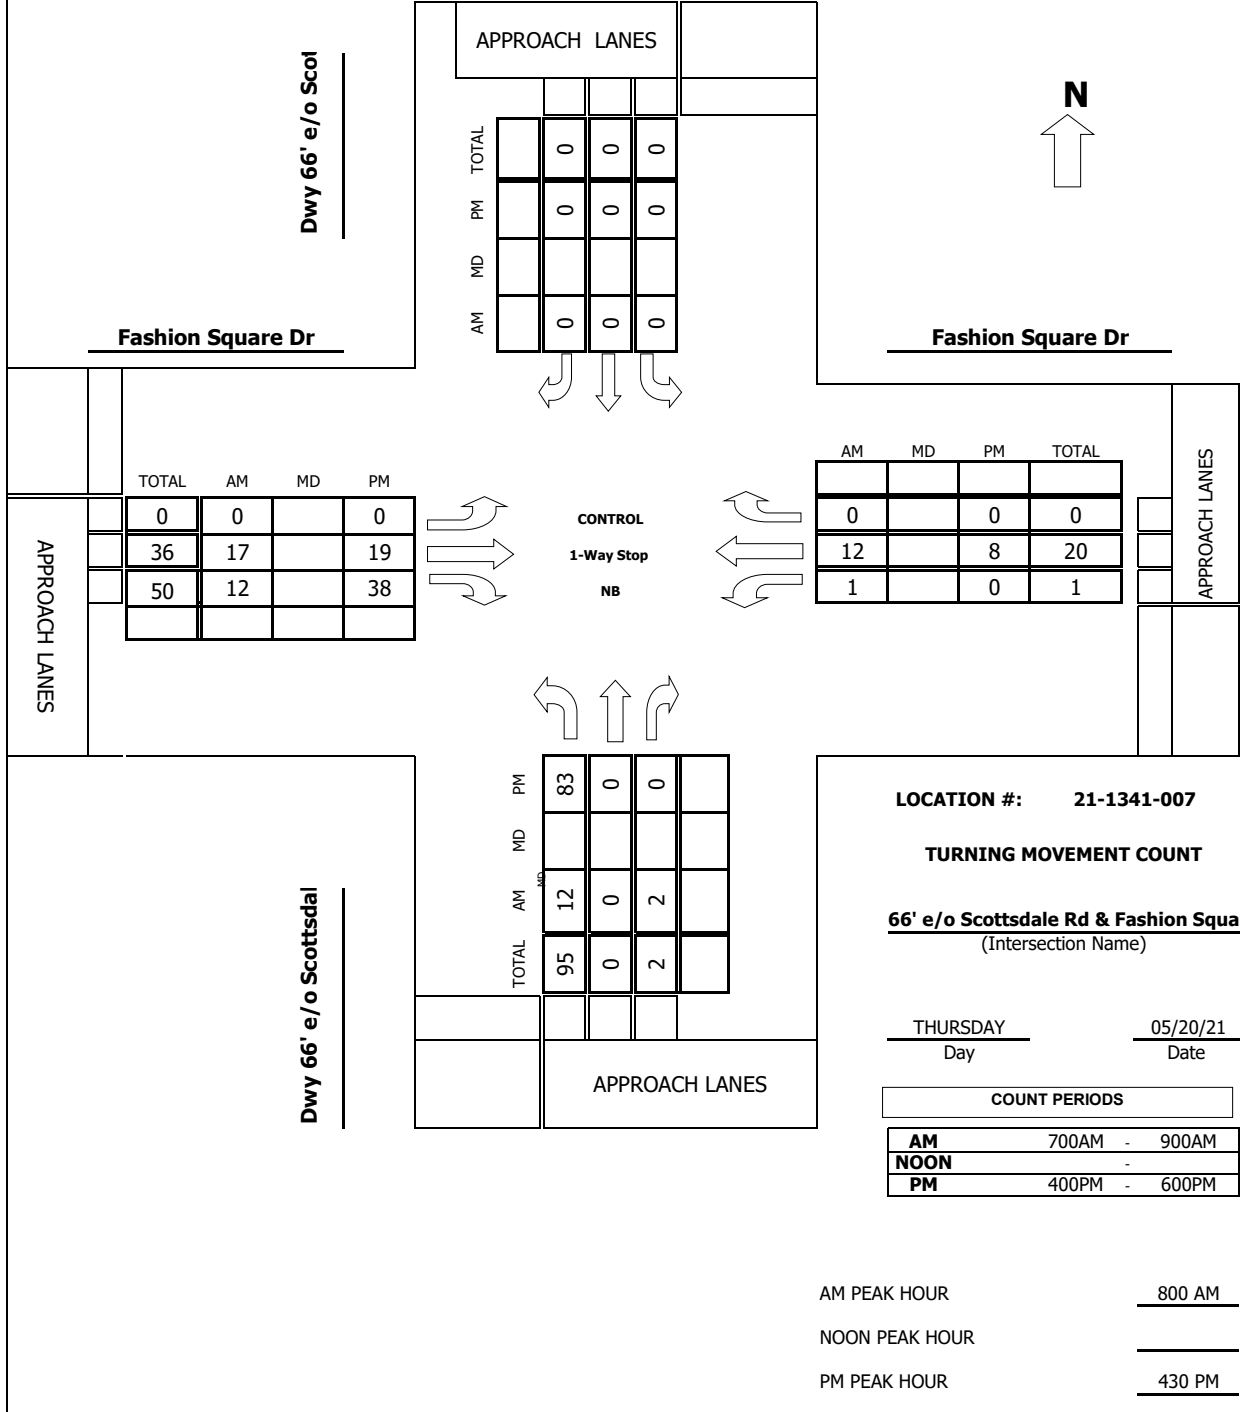 APPROACH LANES
Dwy 66' e/o Scot
N
TOTAL 0 0 0
PM 0 0 0
MD
AM 0 0 0
Fashion Square Dr
Fashion Square Dr
AM MD PM TOTAL
0 0 0
12 8 20
1 0 1
APPROACH LANES
TOTAL AM MD PM
0 0 0
36 17 19
50 12 38
APPROACH LANES
CONTROL
1-Way Stop
NB
PM 83 0 0
MD
MD
AM 12 0 2
TOTAL 95 0 2
APPROACH LANES
Dwy 66' e/o Scottsdal
LOCATION #: 21-1341-007
TURNING MOVEMENT COUNT
66' e/o Scottsdale Rd & Fashion Squa
(Intersection Name)
THURSDAY 05/20/21
Day Date
COUNT PERIODS
AM 700AM - 900AM
NOON -
PM 400PM - 600PM
AM PEAK HOUR 800 AM
NOON PEAK HOUR
PM PEAK HOUR 430 PM